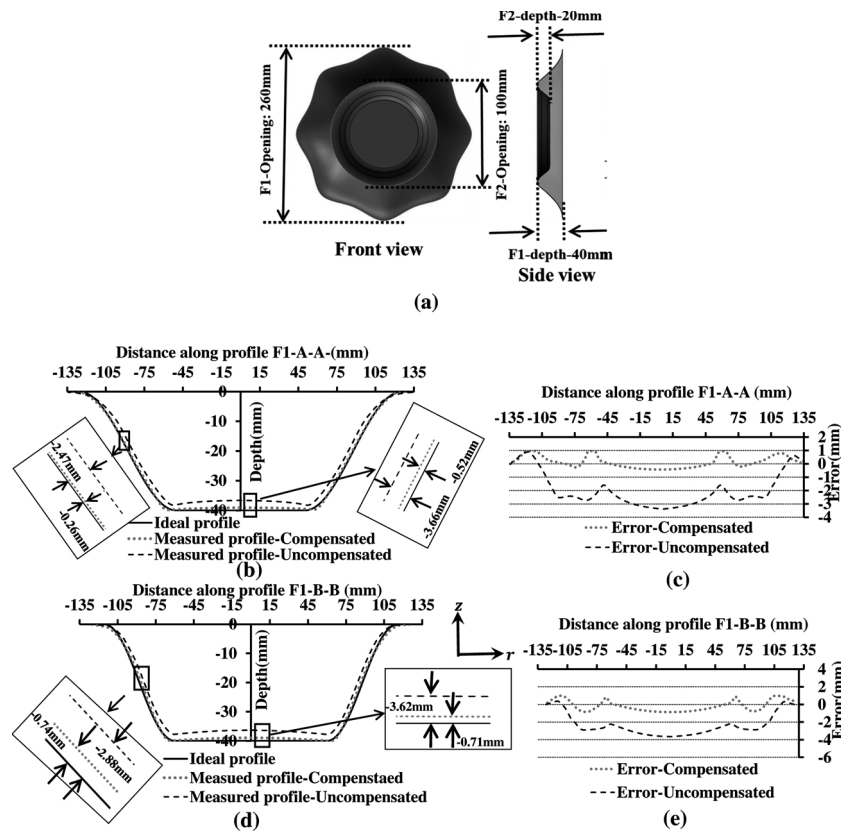 F2-depth-20mm
F1-Opening: 260mm
F2-Opening: 100mm
Front view
F1-depth-40mm
Side view
(a)
Distance along profile F1-A-A-(mm)
-135 -105 -75 -45 -15 15 45 75 105 135
0
-10
-20
-30
-40
Depth(mm)
-2.47mm
-0.26mm
-0.52mm
-3.66mm
Ideal profile
Measured profile-Compensated
Measured profile-Uncompensated
(b)
Distance along profile F1-A-A (mm)
-135 -105 -75 -45 -15 15 45 75 105 135
2
1
0
-1
-2
-3
-4
Error(mm)
Error-Compensated
Error-Uncompensated
(c)
Distance along profile F1-B-B (mm)
-135 -105 -75 -45 -15 15 45 75 105 135
0
-10
-20
-30
-40
Depth(mm)
z
r
-0.74mm
-2.88mm
-3.62mm
-0.71mm
Ideal profile
Measued profile-Compenstaed
Measured profile-Uncompensated
(d)
Distance along profile F1-B-B (mm)
-135 -105 -75 -45 -15 15 45 75 105 135
4
2
0
-2
-4
-6
Error(mm)
Error-Compensated
Error-Uncompensated
(e)